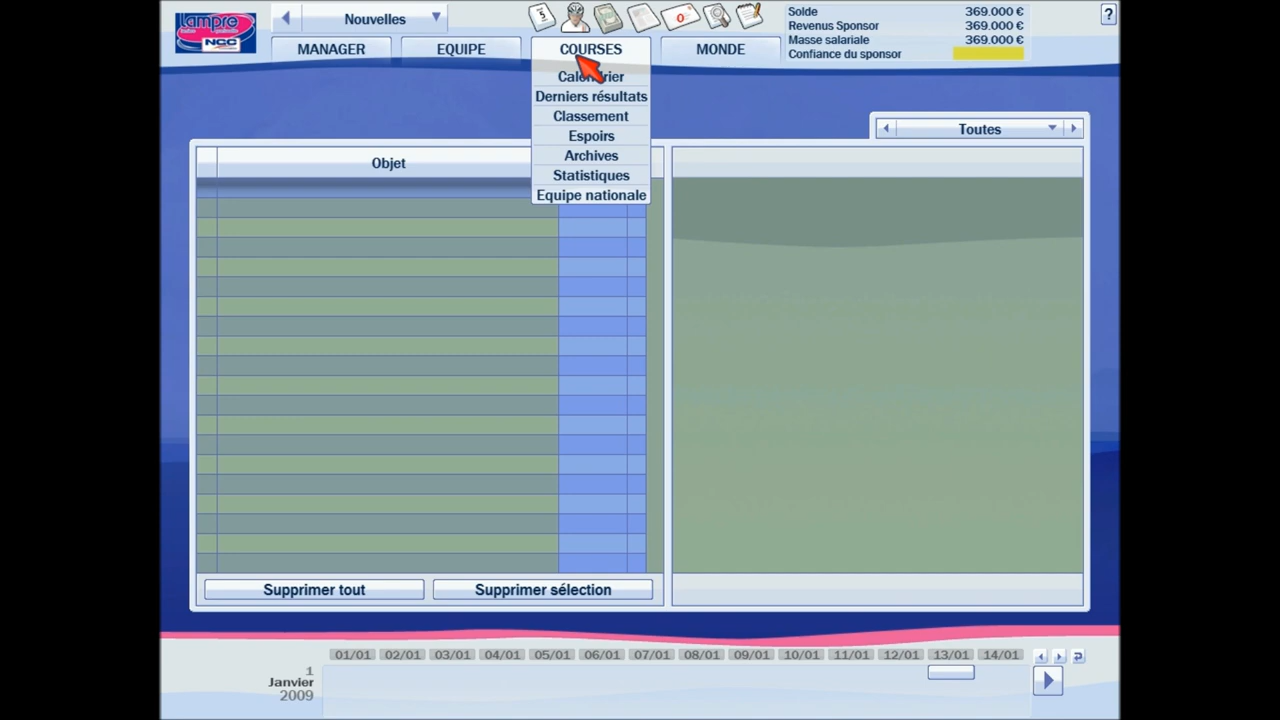 Lampre
NGC
Nouvelles
5
0
Solde 369.000 €
Revenus Sponsor 369.000 €
Masse salariale 369.000 €
Confiance du sponsor
?
MANAGER
EQUIPE
COURSES
MONDE
Calendrier
Derniers résultats
Classement
Espoirs
Archives
Statistiques
Equipe nationale
Toutes
Objet
Supprimer tout
Supprimer sélection
01/01 02/01 03/01 04/01 05/01 06/01 07/01 08/01 09/01 10/01 11/01 12/01 13/01 14/01
1
Janvier
2009